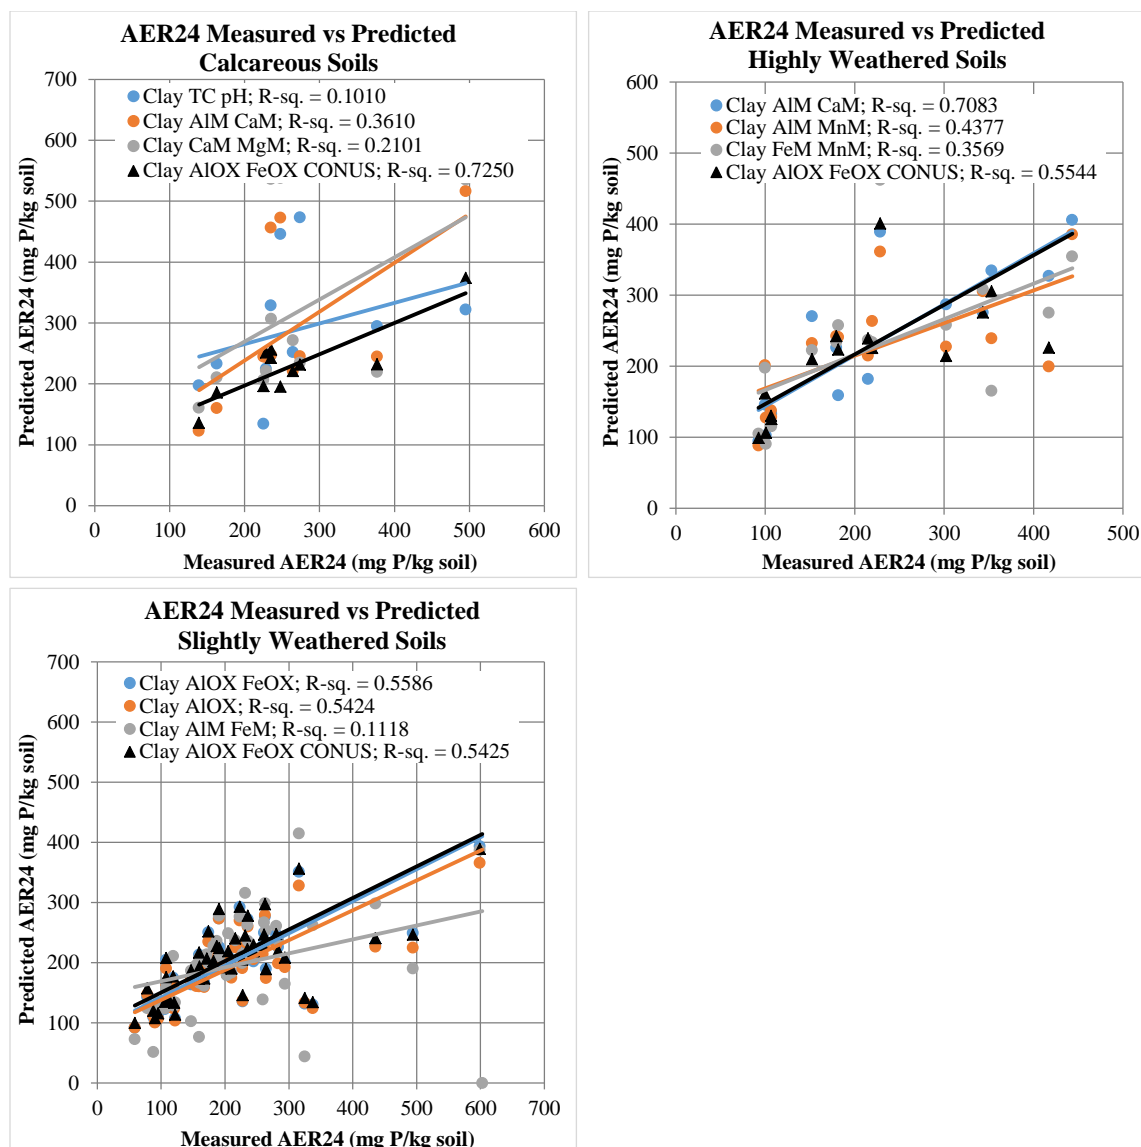 AER24 Measured vs Predicted
Calcareous Soils
700
600
500
400
300
200
100
0
Clay TC pH; R-sq. = 0.1010
Clay AlM CaM; R-sq. = 0.3610
Clay CaM MgM; R-sq. = 0.2101
Clay AlOX FeOX CONUS; R-sq. = 0.7250
Predicted AER24 (mg P/kg soil)
0 100 200 300 400 500 600
Measured AER24 (mg P/kg soil)
AER24 Measured vs Predicted
Highly Weathered Soils
600
500
400
300
200
100
0
Clay AlM CaM; R-sq. = 0.7083
Clay AlM MnM; R-sq. = 0.4377
Clay FeM MnM; R-sq. = 0.3569
Clay AlOX FeOX CONUS; R-sq. = 0.5544
Predicted AER24 (mg P/kg soil)
0 100 200 300 400 500
Measured AER24 (mg P/kg soil)
AER24 Measured vs Predicted
Slightly Weathered Soils
700
600
500
400
300
200
100
0
Clay AlOX FeOX; R-sq. = 0.5586
Clay AlOX; R-sq. = 0.5424
Clay AlM FeM; R-sq. = 0.1118
Clay AlOX FeOX CONUS; R-sq. = 0.5425
Predicted AER24 (mg P/kg soil)
0 100 200 300 400 500 600 700
Measured AER24 (mg P/kg soil)